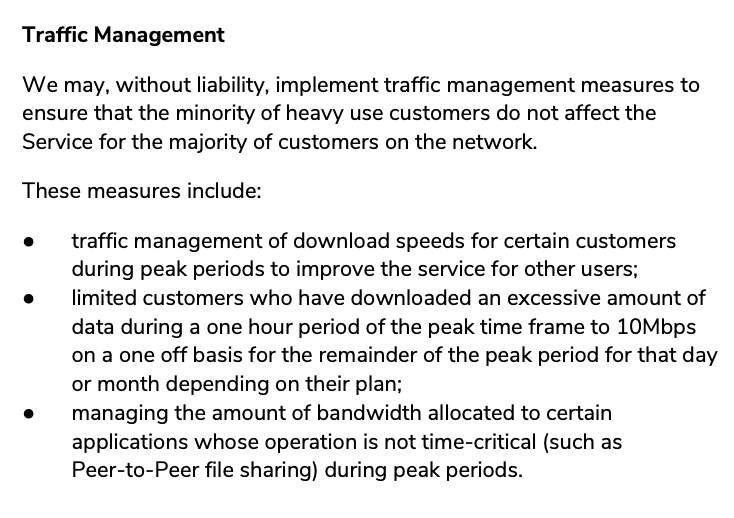 Traffic Management
We may, without liability, implement traffic management measures to
ensure that the minority of heavy use customers do not affect the
Service for the majority of customers on the network.
These measures include:
● traffic management of download speeds for certain customers
during peak periods to improve the service for other users;
● limited customers who have downloaded an excessive amount of
data during a one hour period of the peak time frame to 10Mbps
on a one off basis for the remainder of the peak period for that day
or month depending on their plan;
● managing the amount of bandwidth allocated to certain
applications whose operation is not time-critical (such as
Peer-to-Peer file sharing) during peak periods.